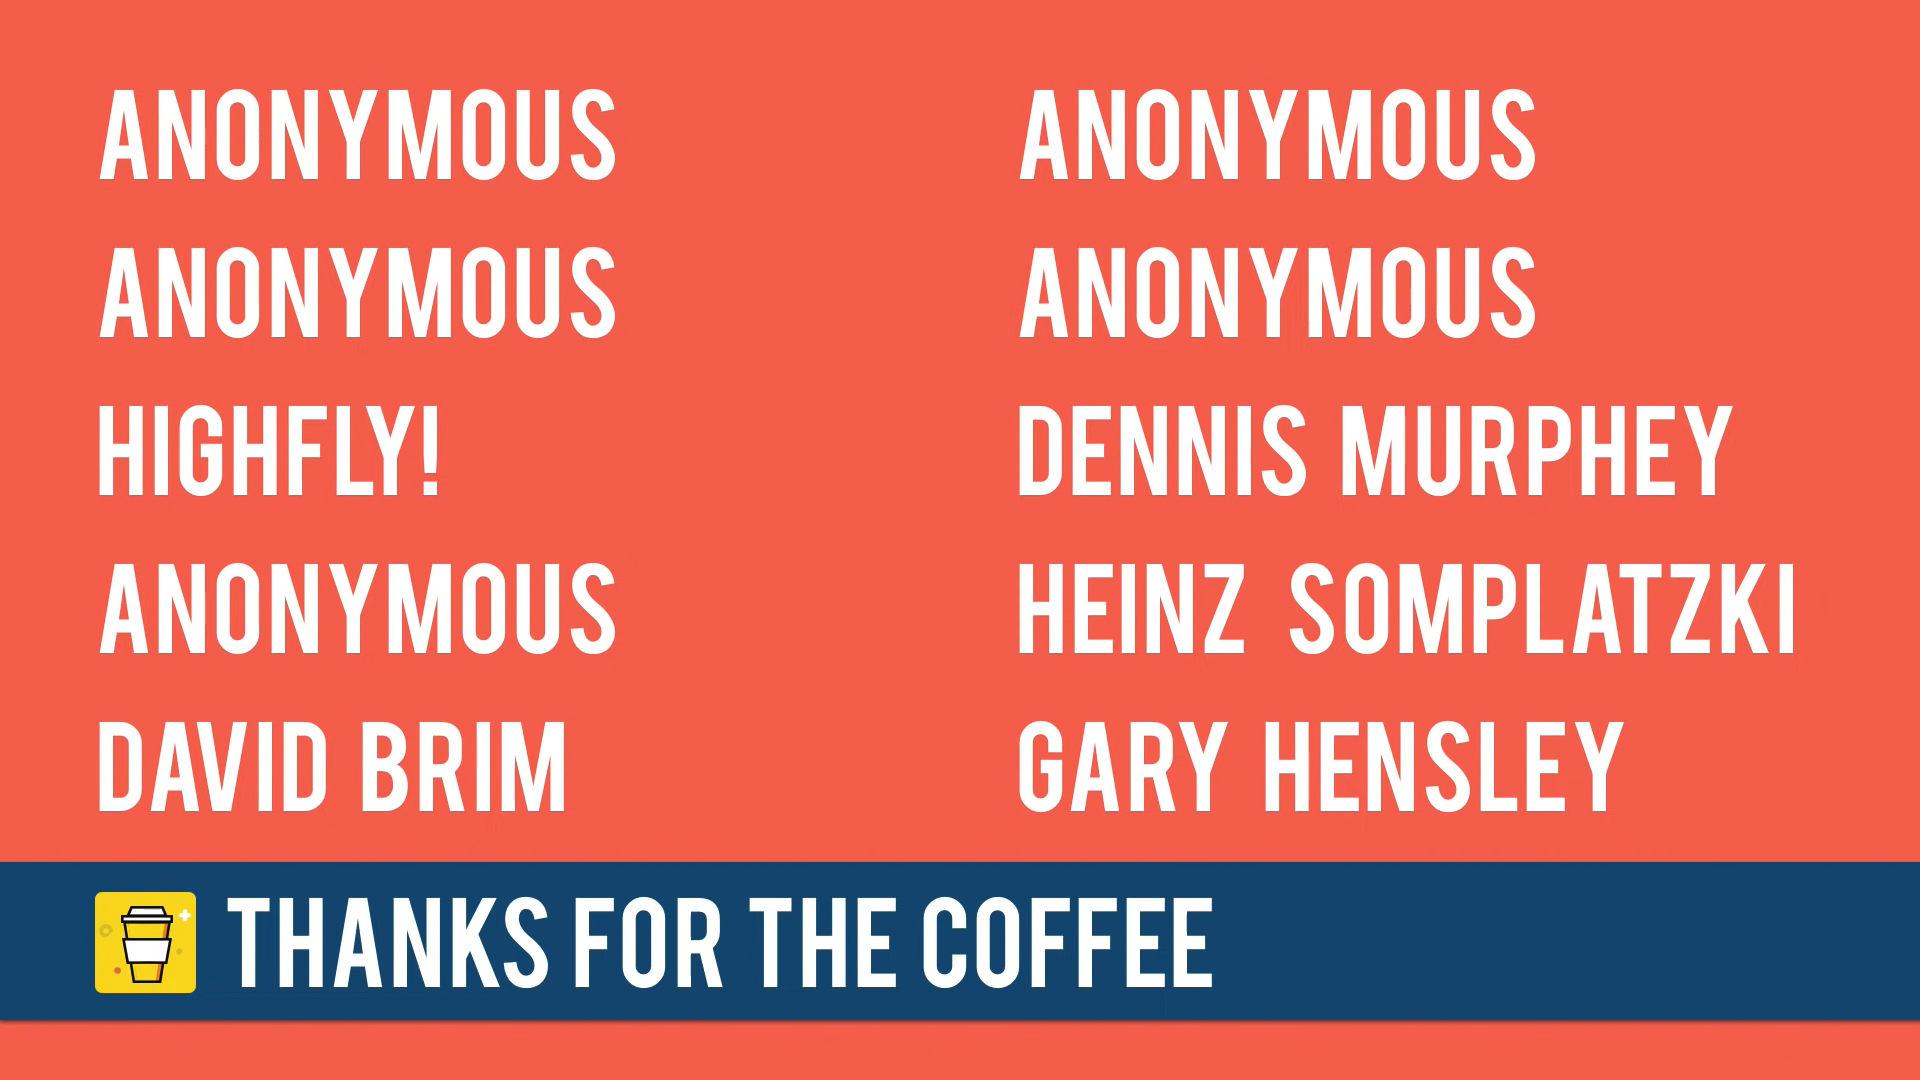 ANONYMOUS
ANONYMOUS
ANONYMOUS
ANONYMOUS
HIGHFLY!
DENNIS MURPHEY
ANONYMOUS
HEINZ SOMPLATZKI
DAVID BRIM
GARY HENSLEY
THANKS FOR THE COFFEE